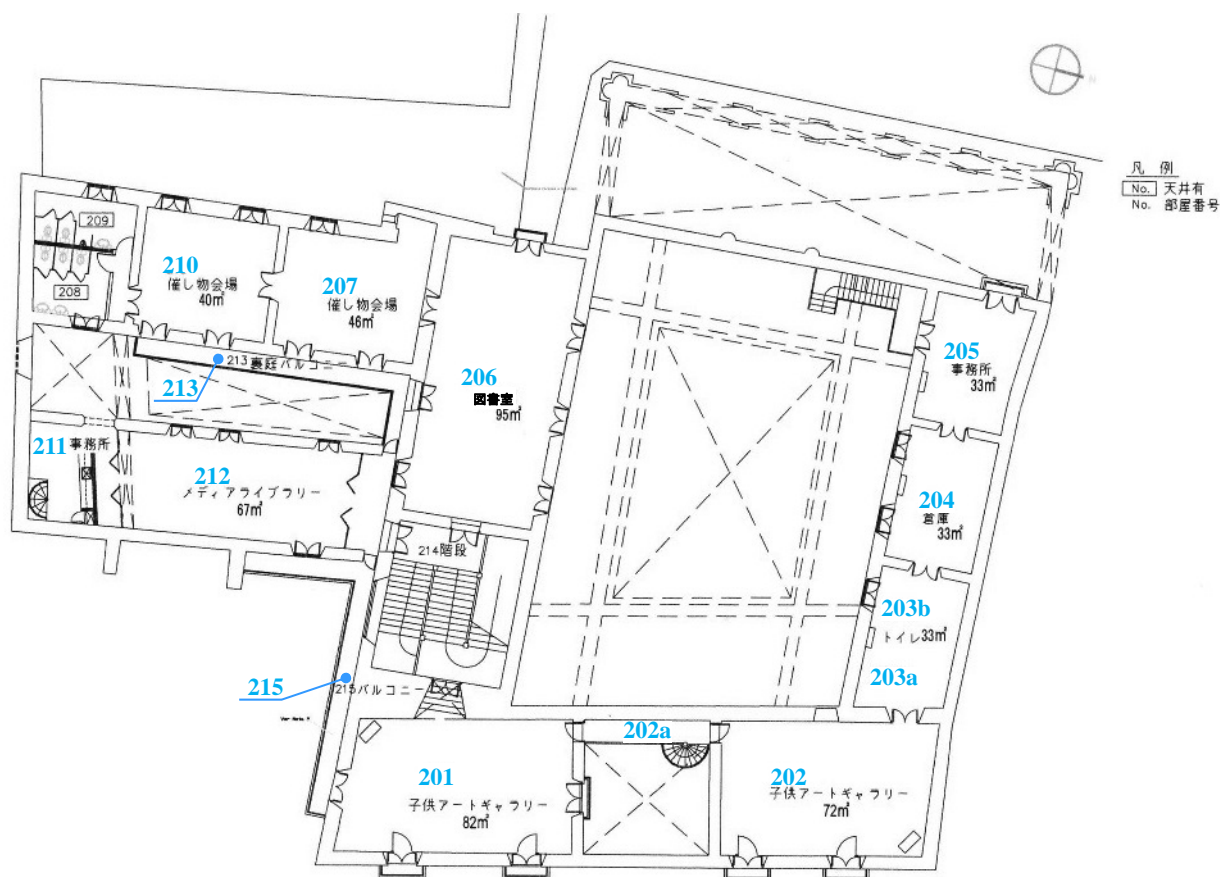 N
凡 例
No. 天井有
No. 部屋番号
209
208
210
催し物会場
40㎡
207
催し物会場
46㎡
213 裏庭バルコニー
213
206
図書室
95㎡
205
事務所
33㎡
211 事務所
212
メディアライブラリー
67㎡
204
倉庫
33㎡
214 階段
203b
トイレ 33㎡
203a
215
215 バルコニー
202a
201
子供アートギャラリー
82㎡
202
子供アートギャラリー
72㎡